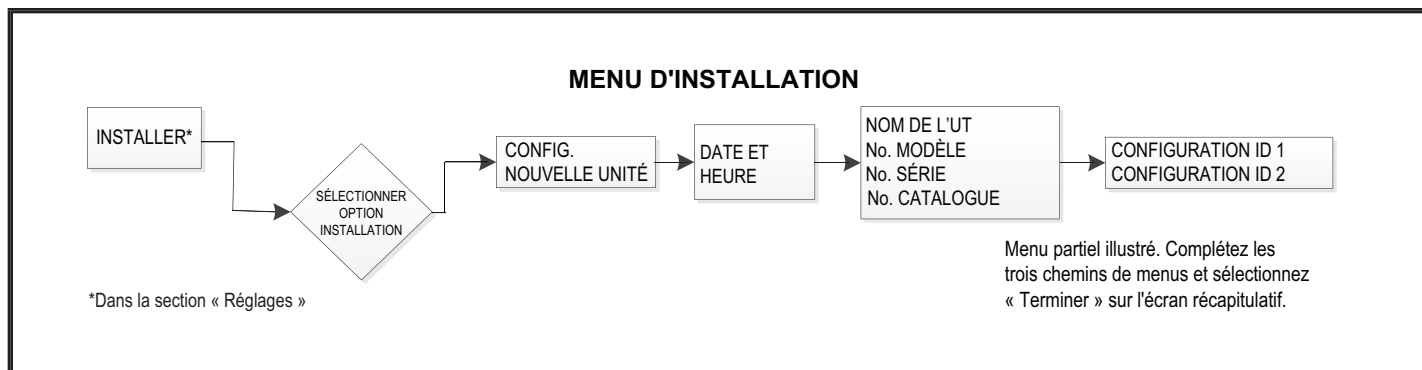 MENU D'INSTALLATION
INSTALLER*
SÉLECTIONNER
OPTION
INSTALLATION
CONFIG.
NOUVELLE UNITÉ
DATE ET
HEURE
NOM DE L’UT
No. MODÈLE
No. SÉRIE
No. CATALOGUE
CONFIGURATION ID 1
CONFIGURATION ID 2
Menu partiel illustré. Complétez les
trois chemins de menus et sélectionnez
« Terminer » sur l'écran récapitulatif.
*Dans la section « Réglages »